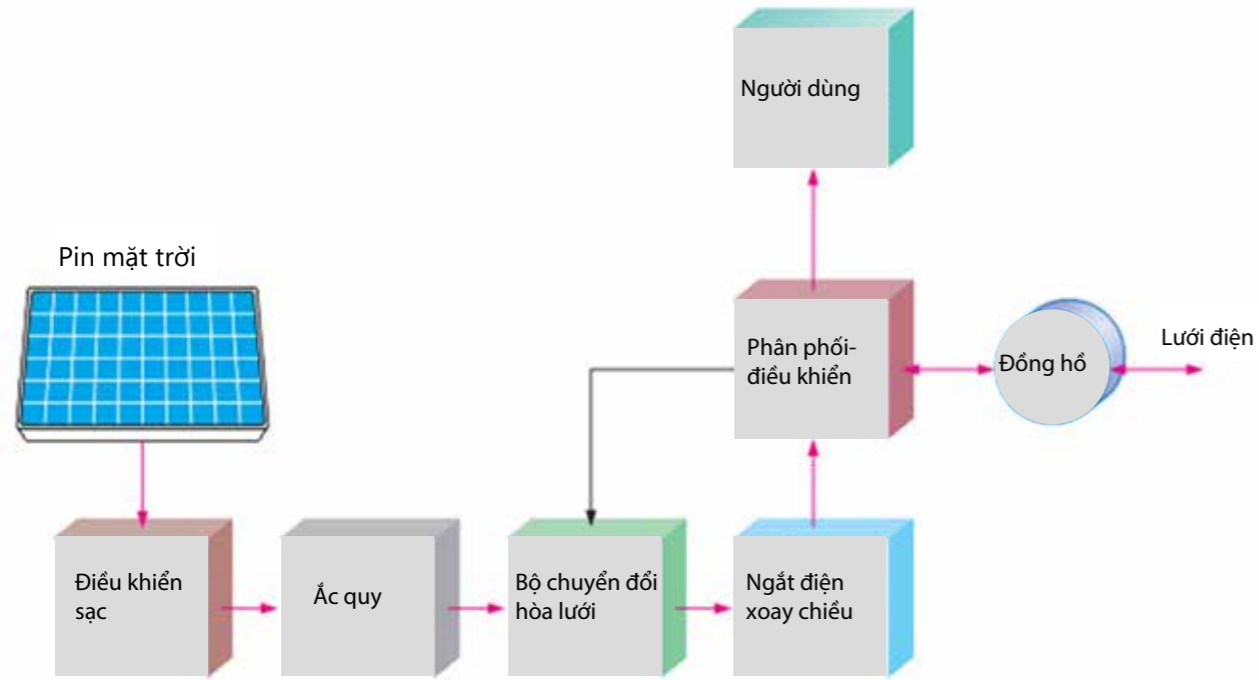 Người dùng
Pin mặt trời
Phân phối-
điều khiển
Đồng hồ
Lưới điện
Điều khiển
sạc
Ắc quy
Bộ chuyển đổi
hòa lưới
Ngắt điện
xoay chiều